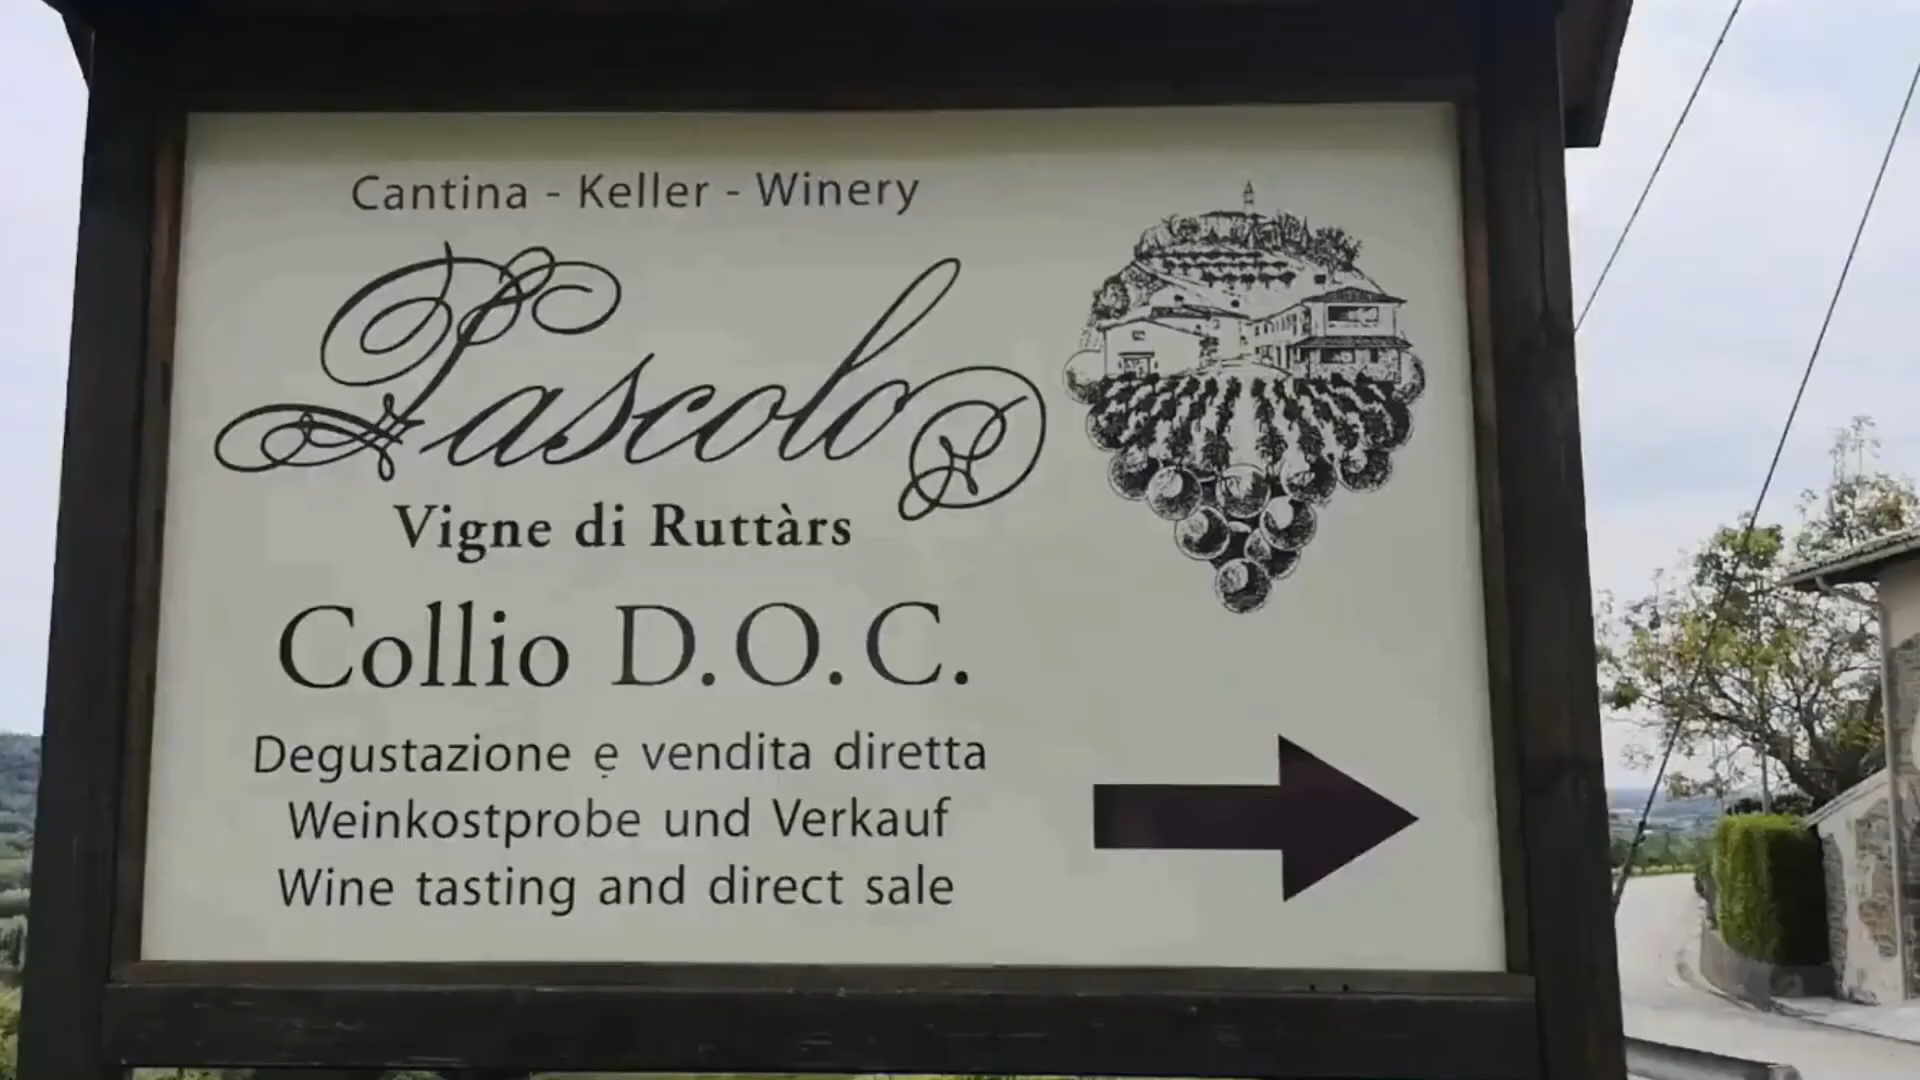 Cantina - Keller - Winery
Pascolo
Vigne di Ruttàrs
Collio D.O.C.
Degustazione e vendita diretta
Weinkostprobe und Verkauf
Wine tasting and direct sale